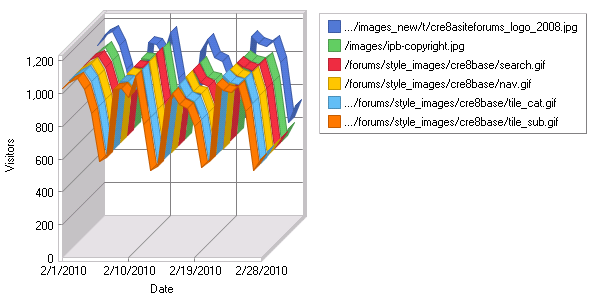 .../images_new/t/cre8asiteforums_logo_2008.jpg
/images/ipb-copyright.jpg
/forums/style_images/cre8base/search.gif
/forums/style_images/cre8base/nav.gif
.../forums/style_images/cre8base/tile_cat.gif
.../forums/style_images/cre8base/tile_sub.gif
1,200
1,000
800
600
400
200
0
Visitors
2/1/2010 2/10/2010 2/19/2010 2/28/2010
Date